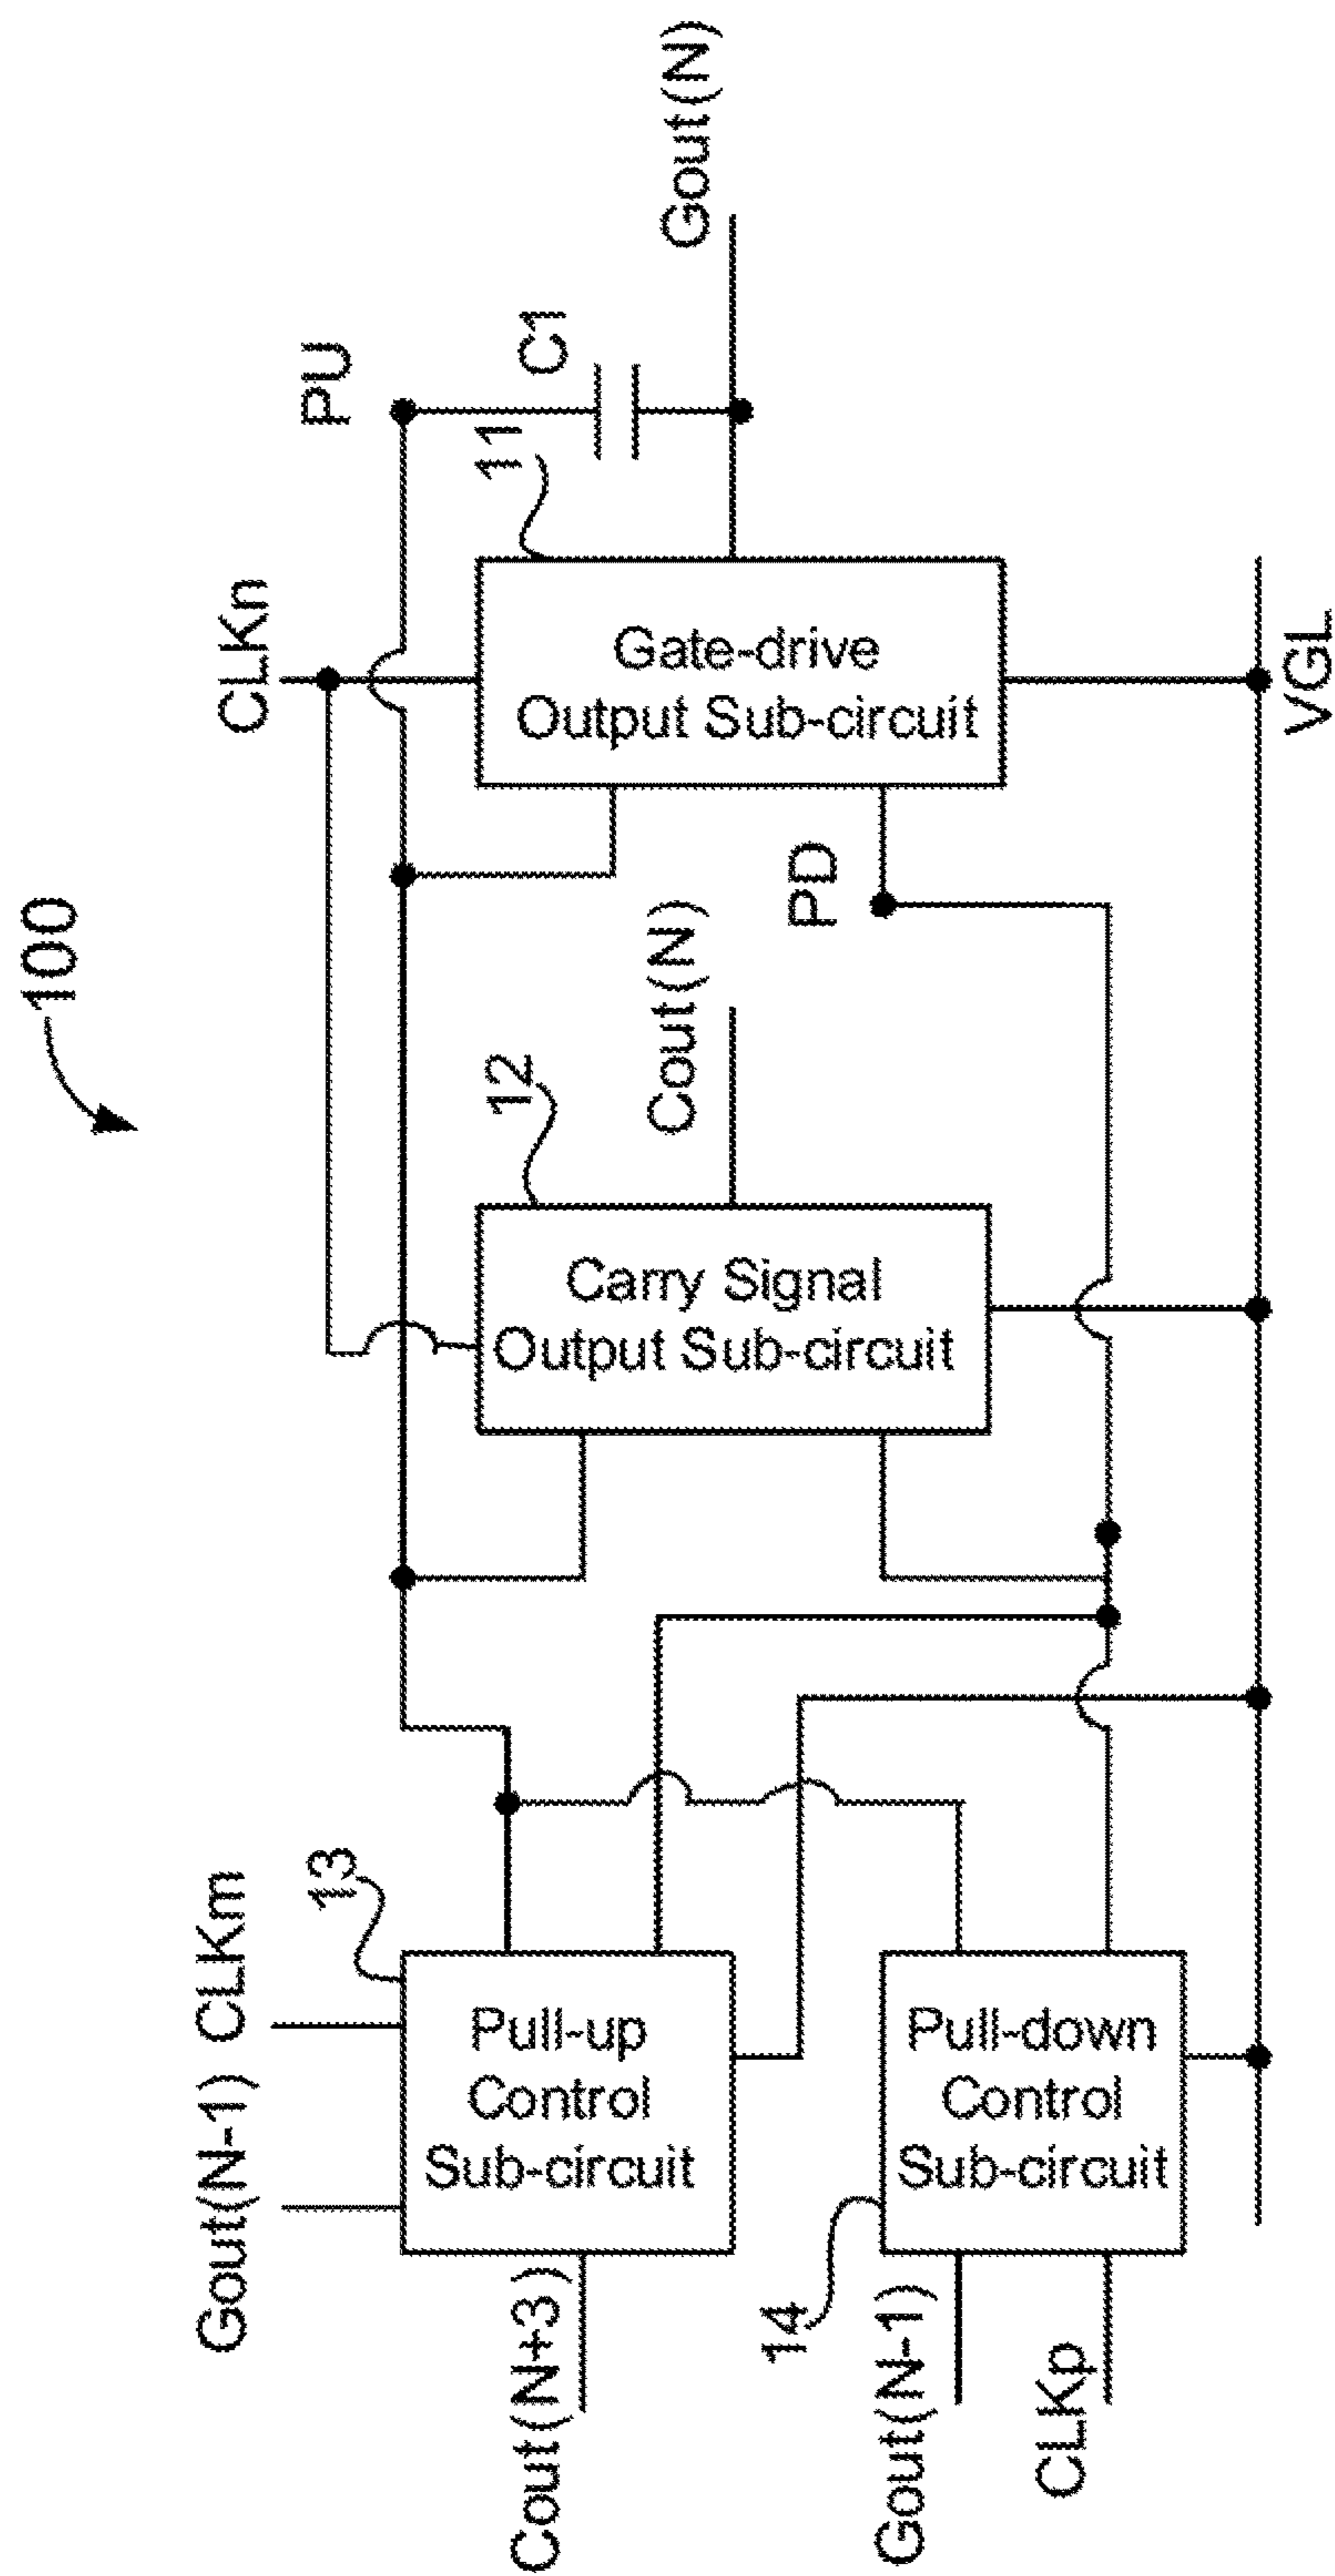 100
CLKn
PU
Gout(N-1)
CLKm
13
12
11
C1
Cout(N+3)
Pull-up
Control
Sub-circuit
Carry Signal
Output Sub-circuit
Cout(N)
Gate-drive
Output Sub-circuit
Gout(N)
14
PD
Gout(N-1)
CLKp
Pull-down
Control
Sub-circuit
VGL